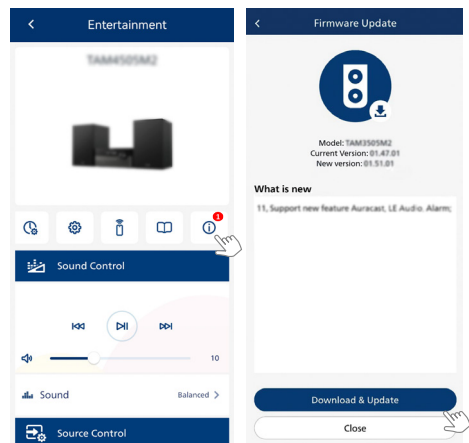 Entertainment
TAM4505M2
1
Sound Control
10
Sound
Balanced
Source Control
Firmware Update
Model: TAM3505M2
Current Version: 01.47.01
New version: 01.51.01
What is new
11, Support new feature Auracast, LE Audio. Alarm;
Download & Update
Close